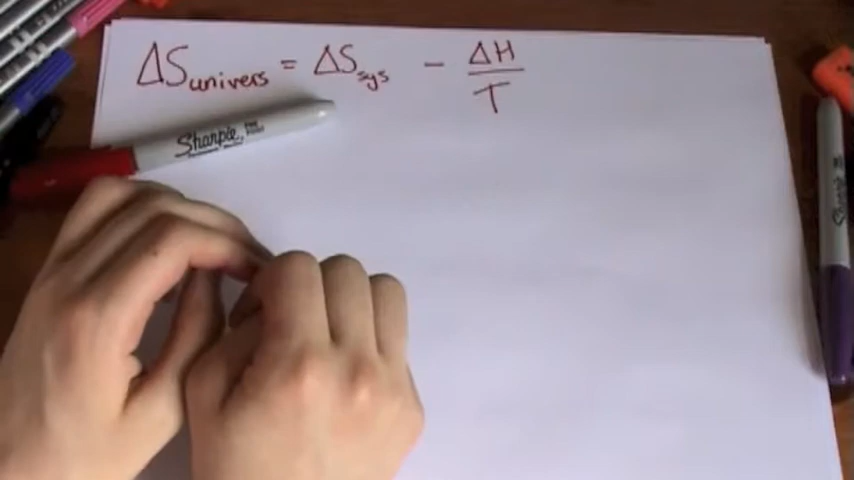 ΔSunivers = ΔSsys - ΔH/T
Sharpie